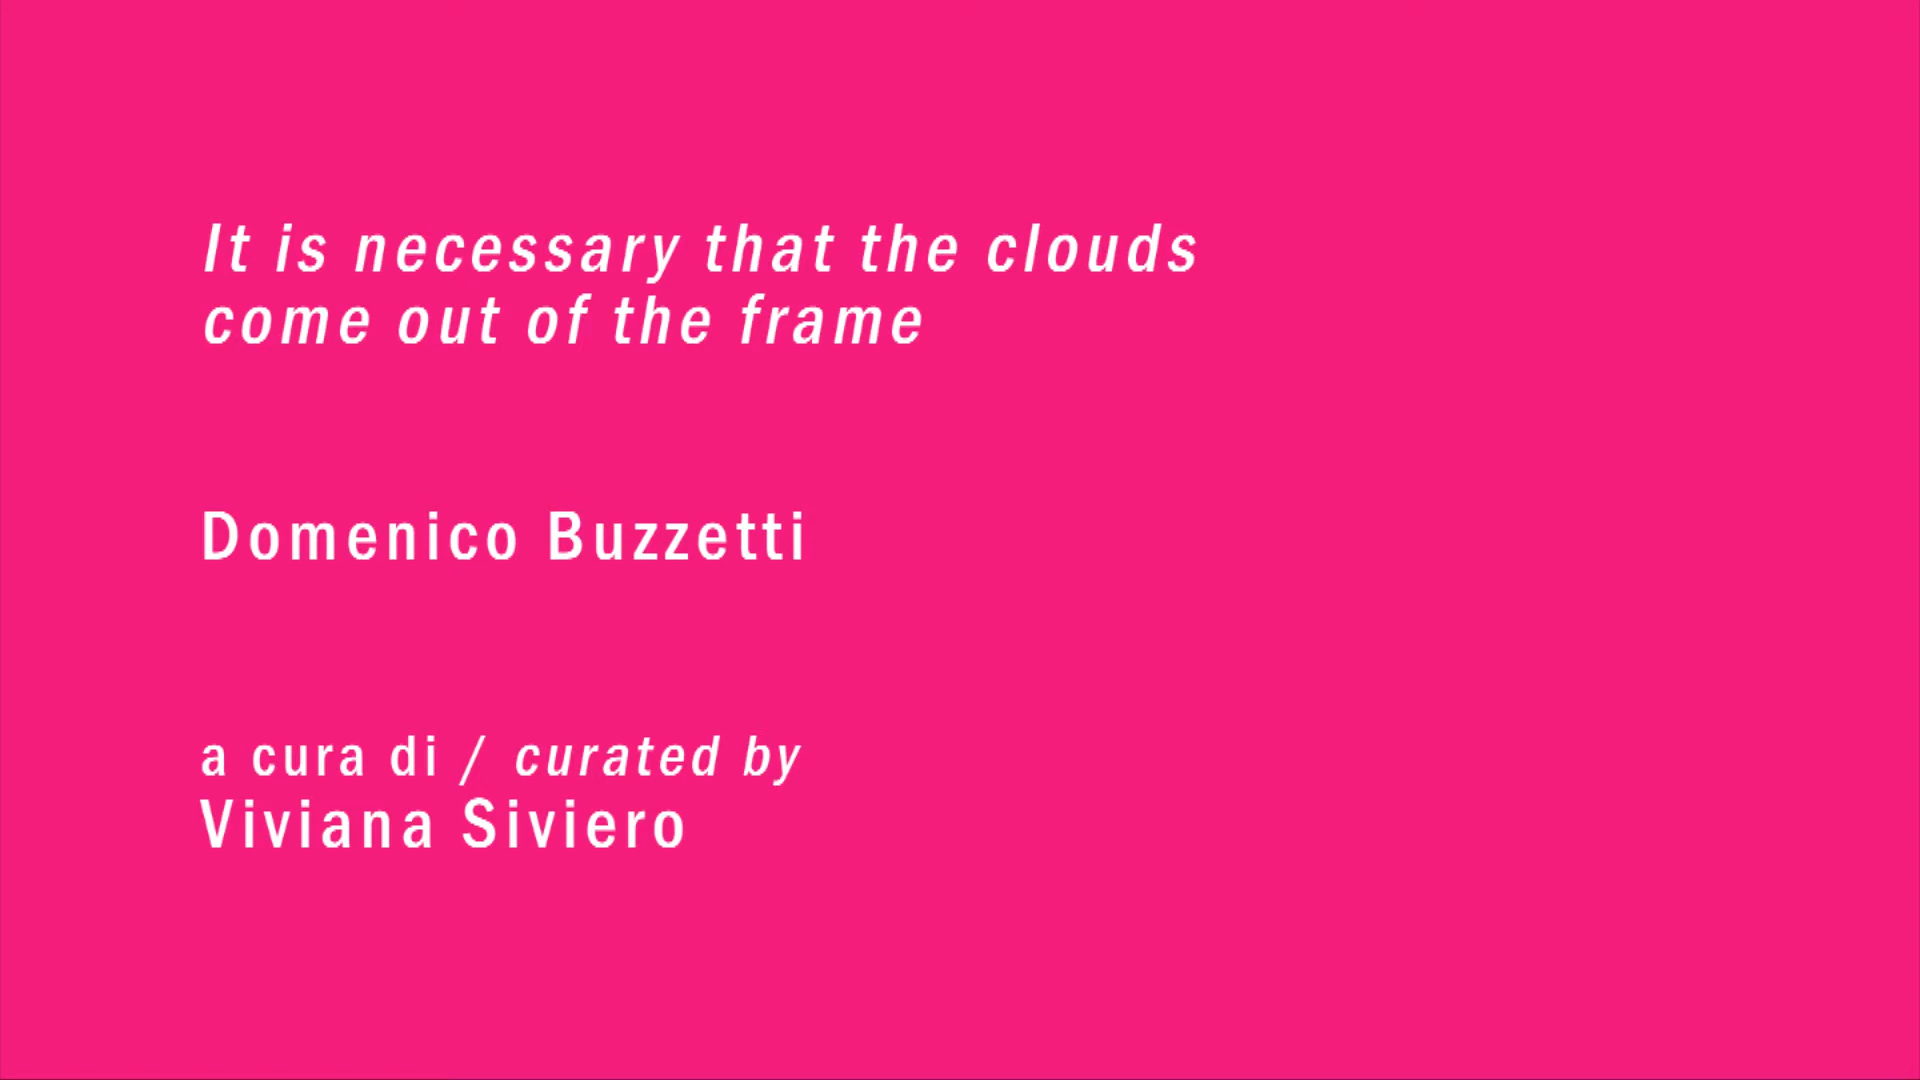 It is necessary that the clouds
come out of the frame
Domenico Buzzetti
a cura di / curated by
Viviana Siviero